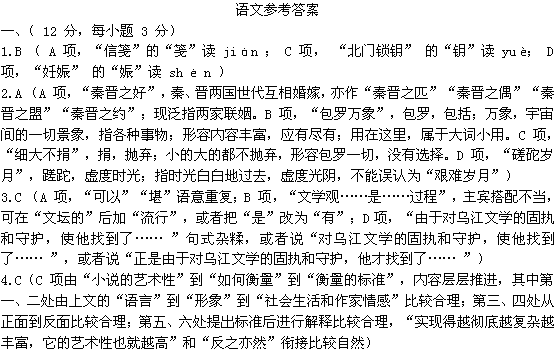 语文参考答案
一、( 12 分，每小题 3 分)
1.B ( A 项，“信笺”的“笺”读 jiɑn； C 项， “北门锁钥” 的“钥”读 yuè； D
项，“妊娠” 的“娠”读 shēn )
2.A (A 项，“秦晋之好”，秦、晋两国世代互相婚嫁，亦作“秦晋之匹”“秦晋之偶”“秦
晋之盟”“秦晋之约”；现泛指两家联姻。B 项，“包罗万象”，包罗，包括；万象，宇宙
间的一切景象，指各种事物；形容内容丰富，应有尽有；用在这里，属于大词小用。C 项，
“细大不捐”，捐，抛弃；小的大的都不抛弃，形容包罗一切，没有选择。D 项，“磋砣岁
月”，蹉跎，虚度时光；指时光白白地过去，虚度光阴，不能误认为“艰难岁月”)
3.C (A 项，“可以”“堪”语意重复；B 项，“文学观……是……过程”，主宾搭配不当，
可在“文坛的”后加“流行”，或者把“是”改为“有”；D 项，“由于对乌江文学的固执
和守护，使他找到了…… ”句式杂糅，或者说“对乌江文学的固执和守护，使他找到
了…… ”，或者说“正是由于对乌江文学的固执和守护，他才找到了…… ”)
4.C (C 项由“小说的艺术性”到“如何衡量”到“衡量的标准”，内容层层推进，其中第
一、二处由上文的“语言”到“形象”到“社会生活和作家情感”比较合理；第三、四处从
正面到反面比较合理；第五、六处提出标准后进行解释比较合理，“实现得越彻底越复杂越
丰富，它的艺术性也就越高”和“反之亦然”衔接比较自然)